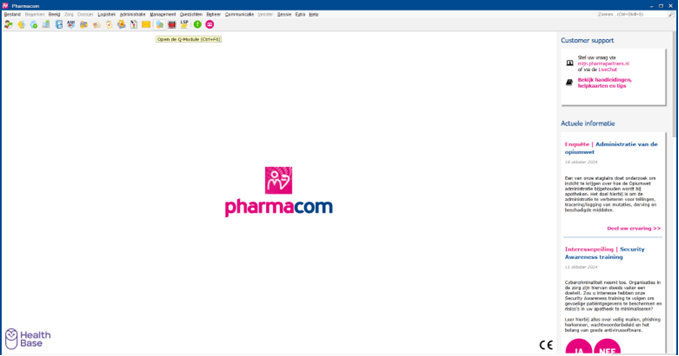 Pharmacom
Bestand Bewerken Beeld Zorg Dossier Logistiek Administratie Management Overzichten Beheer Communicatie Venster Sessie Extra Help
Zoeken (Ctrl+Shift+F)
Open de Q-Module (Ctrl+F6)
Customer support
Stel uw vraag via
mijn.pharmapartners.nl
of via de LiveChat
Bekijk handleidingen,
helpkaarten en tips
Actuele informatie
Enquête | Administratie van de
opiumwet
16 oktober 2024
Een van onze stagiaire doet onderzoek om
inzicht te krijgen over hoe de Opiumwet
administratie bijgehouden wordt bij
apotheken. Het doel hierbij is om de
administratie te verbeteren voor tellingen,
tracering/logging van mutaties, derving en
beschadigde middelen.
Deel uw ervaring >>
Interessepeiling | Security
Awareness training
11 oktober 2024
Cybercriminaliteit neemt toe. Organisaties in
de zorg zijn hiervan steeds vaker een
doelwit. Zou u interesse hebben onze
Security Awareness training te volgen om
gevoelige patiëntgegevens te beschermen en
risico's in uw apotheek te minimaliseren?
Leer hierbij alles over veilig mailen, phishing
herkennen, wachtwoordenbeleid en het
belang van goede antivirussoftware.
JA NEE
pharmacom
Health
Base
CE